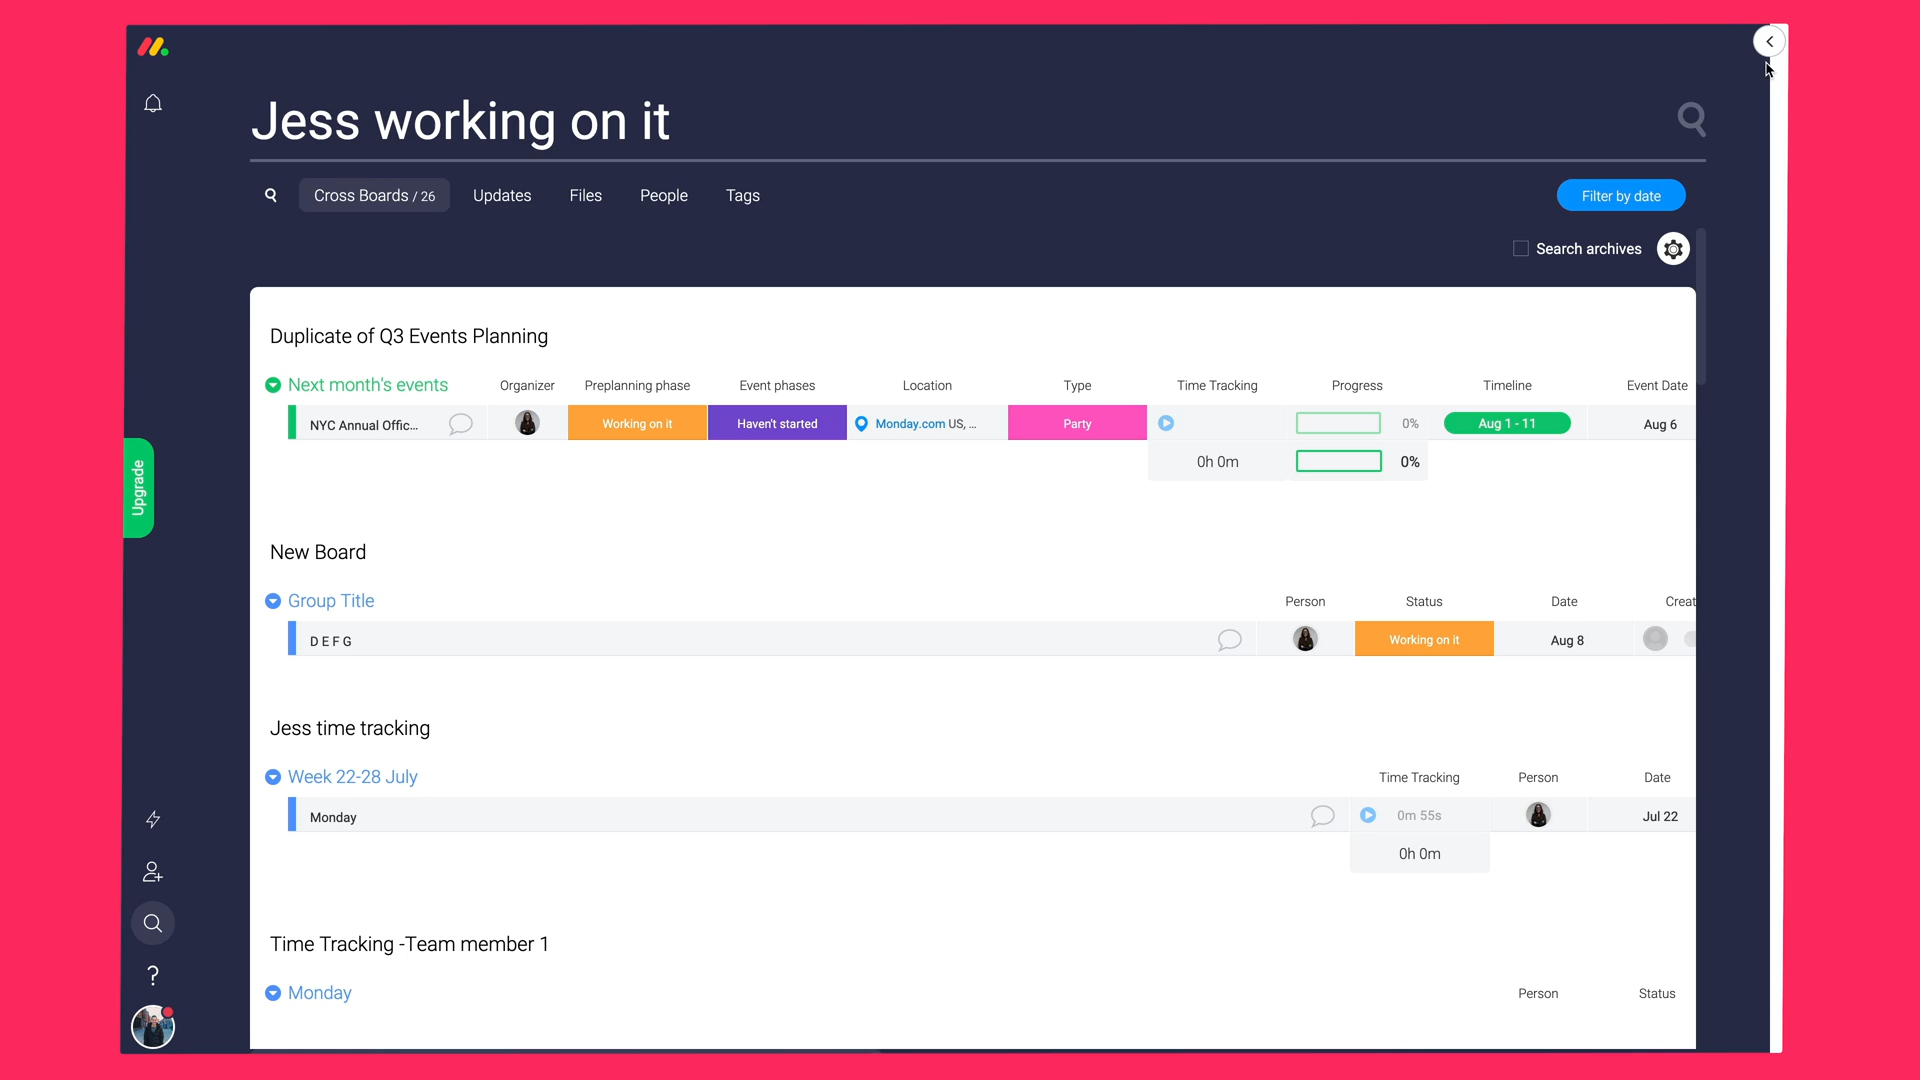 Jess working on it
Cross Boards / 26 Updates Files People Tags Filter by date
Search archives
Duplicate of Q3 Events Planning
Next month's events Organizer Preplanning phase Event phases Location Type Time Tracking Progress Timeline Event Date
NYC Annual Offic... Working on it Haven't started Monday.com US, ... Party 0% Aug 1 - 11 Aug 6
0h 0m 0%
Upgrade
New Board
Group Title Person Status Date Creat
D E F G Working on it Aug 8
Jess time tracking
Week 22-28 July Time Tracking Person Date
Monday 0m 55s Jul 22
0h 0m
Time Tracking -Team member 1
Monday Person Status